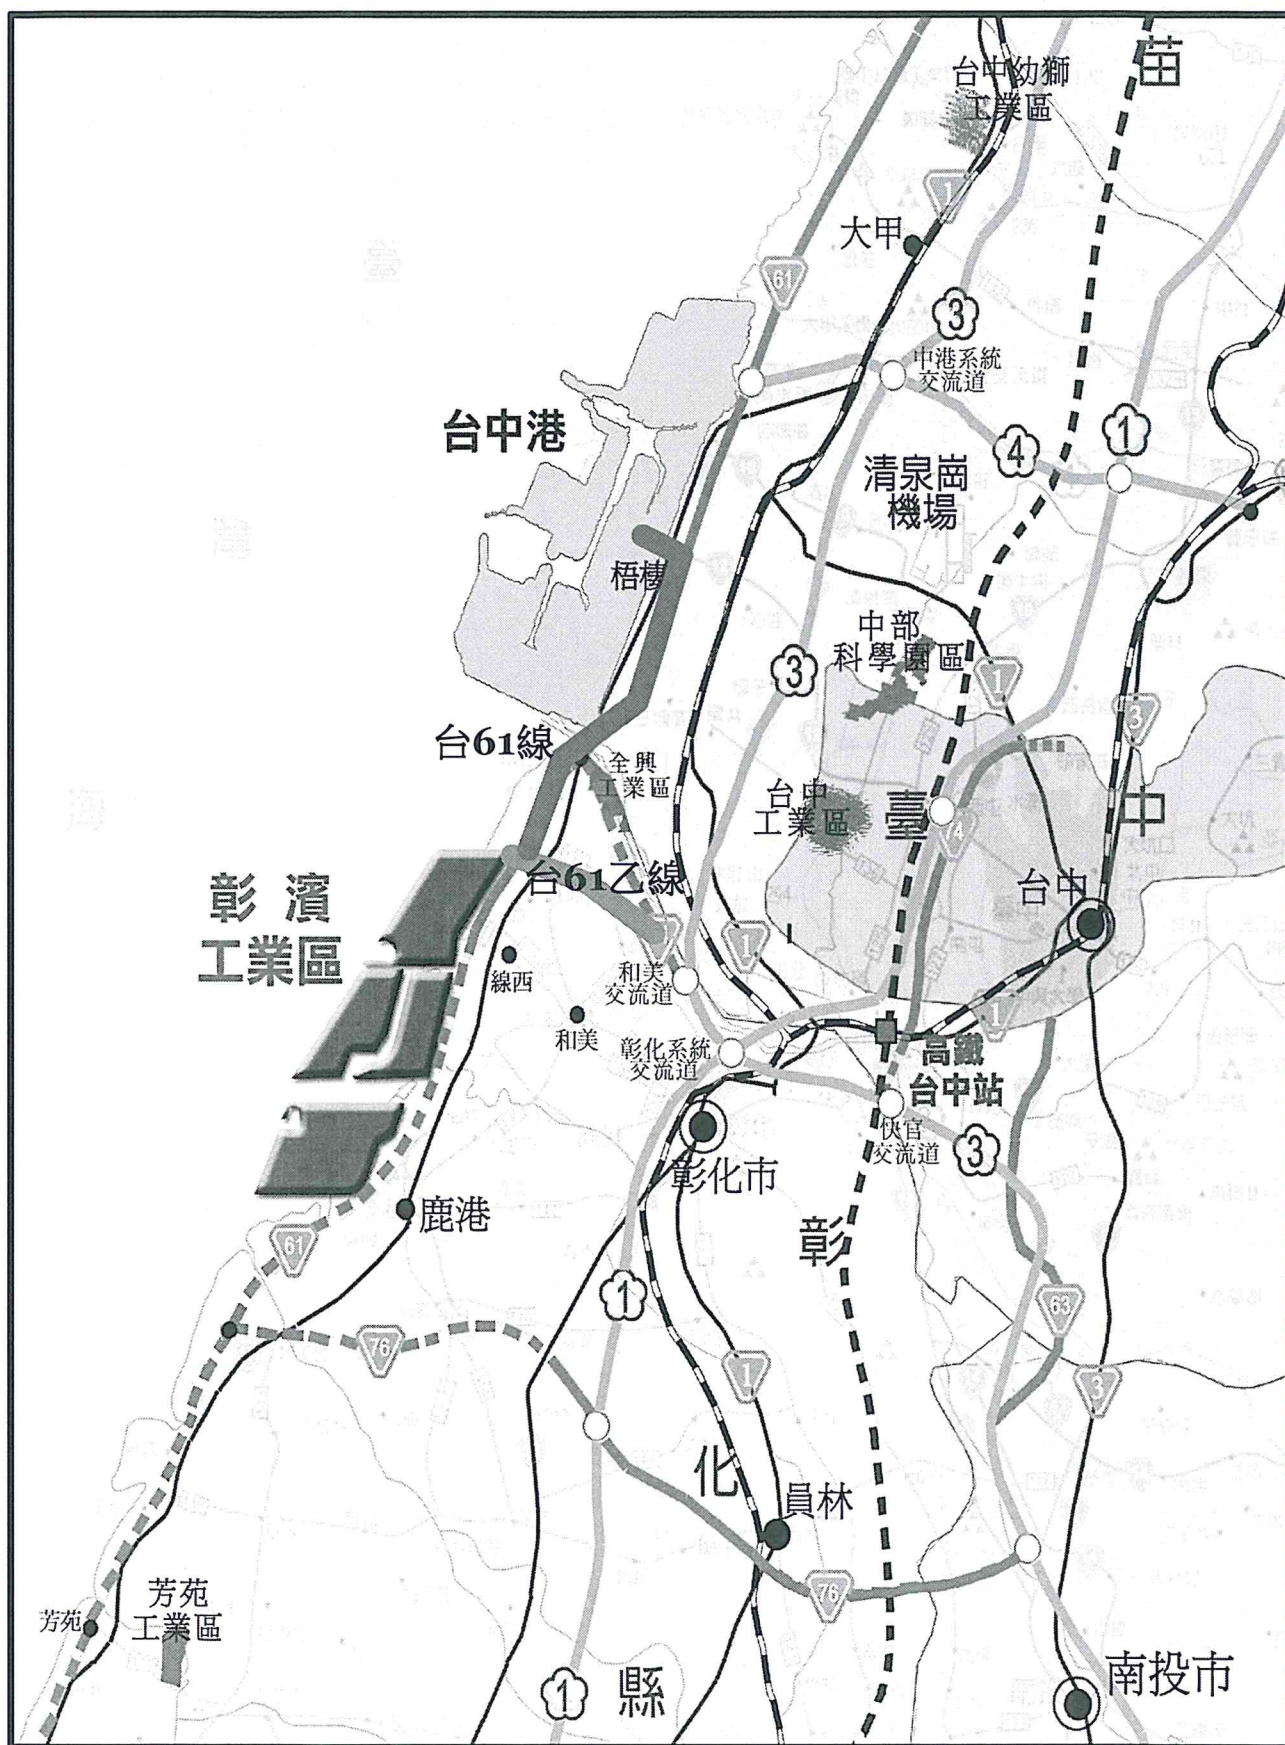 苗
台中幼獅
工業區
1
大甲
61
3
中港系統
交流道
台中港
1
4
清泉崗
機場
梧棲
中部
科學園區
3
1
3
台61線
全興
工業區
台中
工業區
臺
中
74
台61乙線
台中
彰濱
工業區
1
線西
和美
交流道
和美
1
彰化系統
交流道
高鐵
台中站
快官
交流道
3
彰化市
鹿港
彰
61
1
63
76
1
3
化
員林
76
芳苑
工業區
芳苑
南投市
1
縣